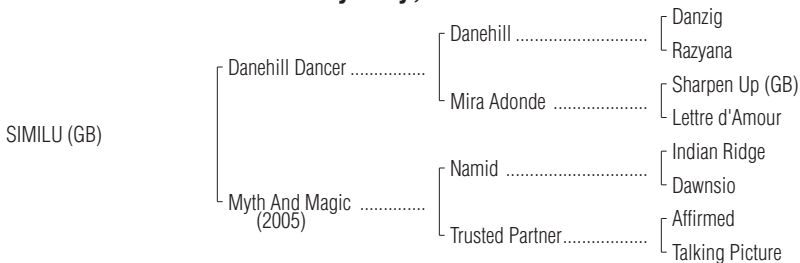 Danzig
Danehill ............................
Razyana
Danehill Dancer ................
Sharpen Up (GB)
Mira Adonde ....................
Lettre d'Amour
SIMILU (GB)
Indian Ridge
Namid ..............................
Dawnsio
Myth And Magic ..............
(2005)
Affirmed
Trusted Partner..................
Talking Picture